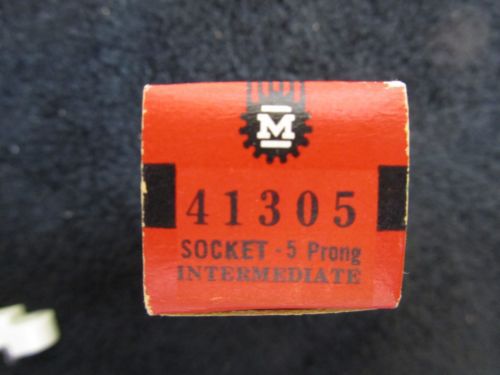 M
41305
SOCKET - 5 Prong
INTERMEDIATE